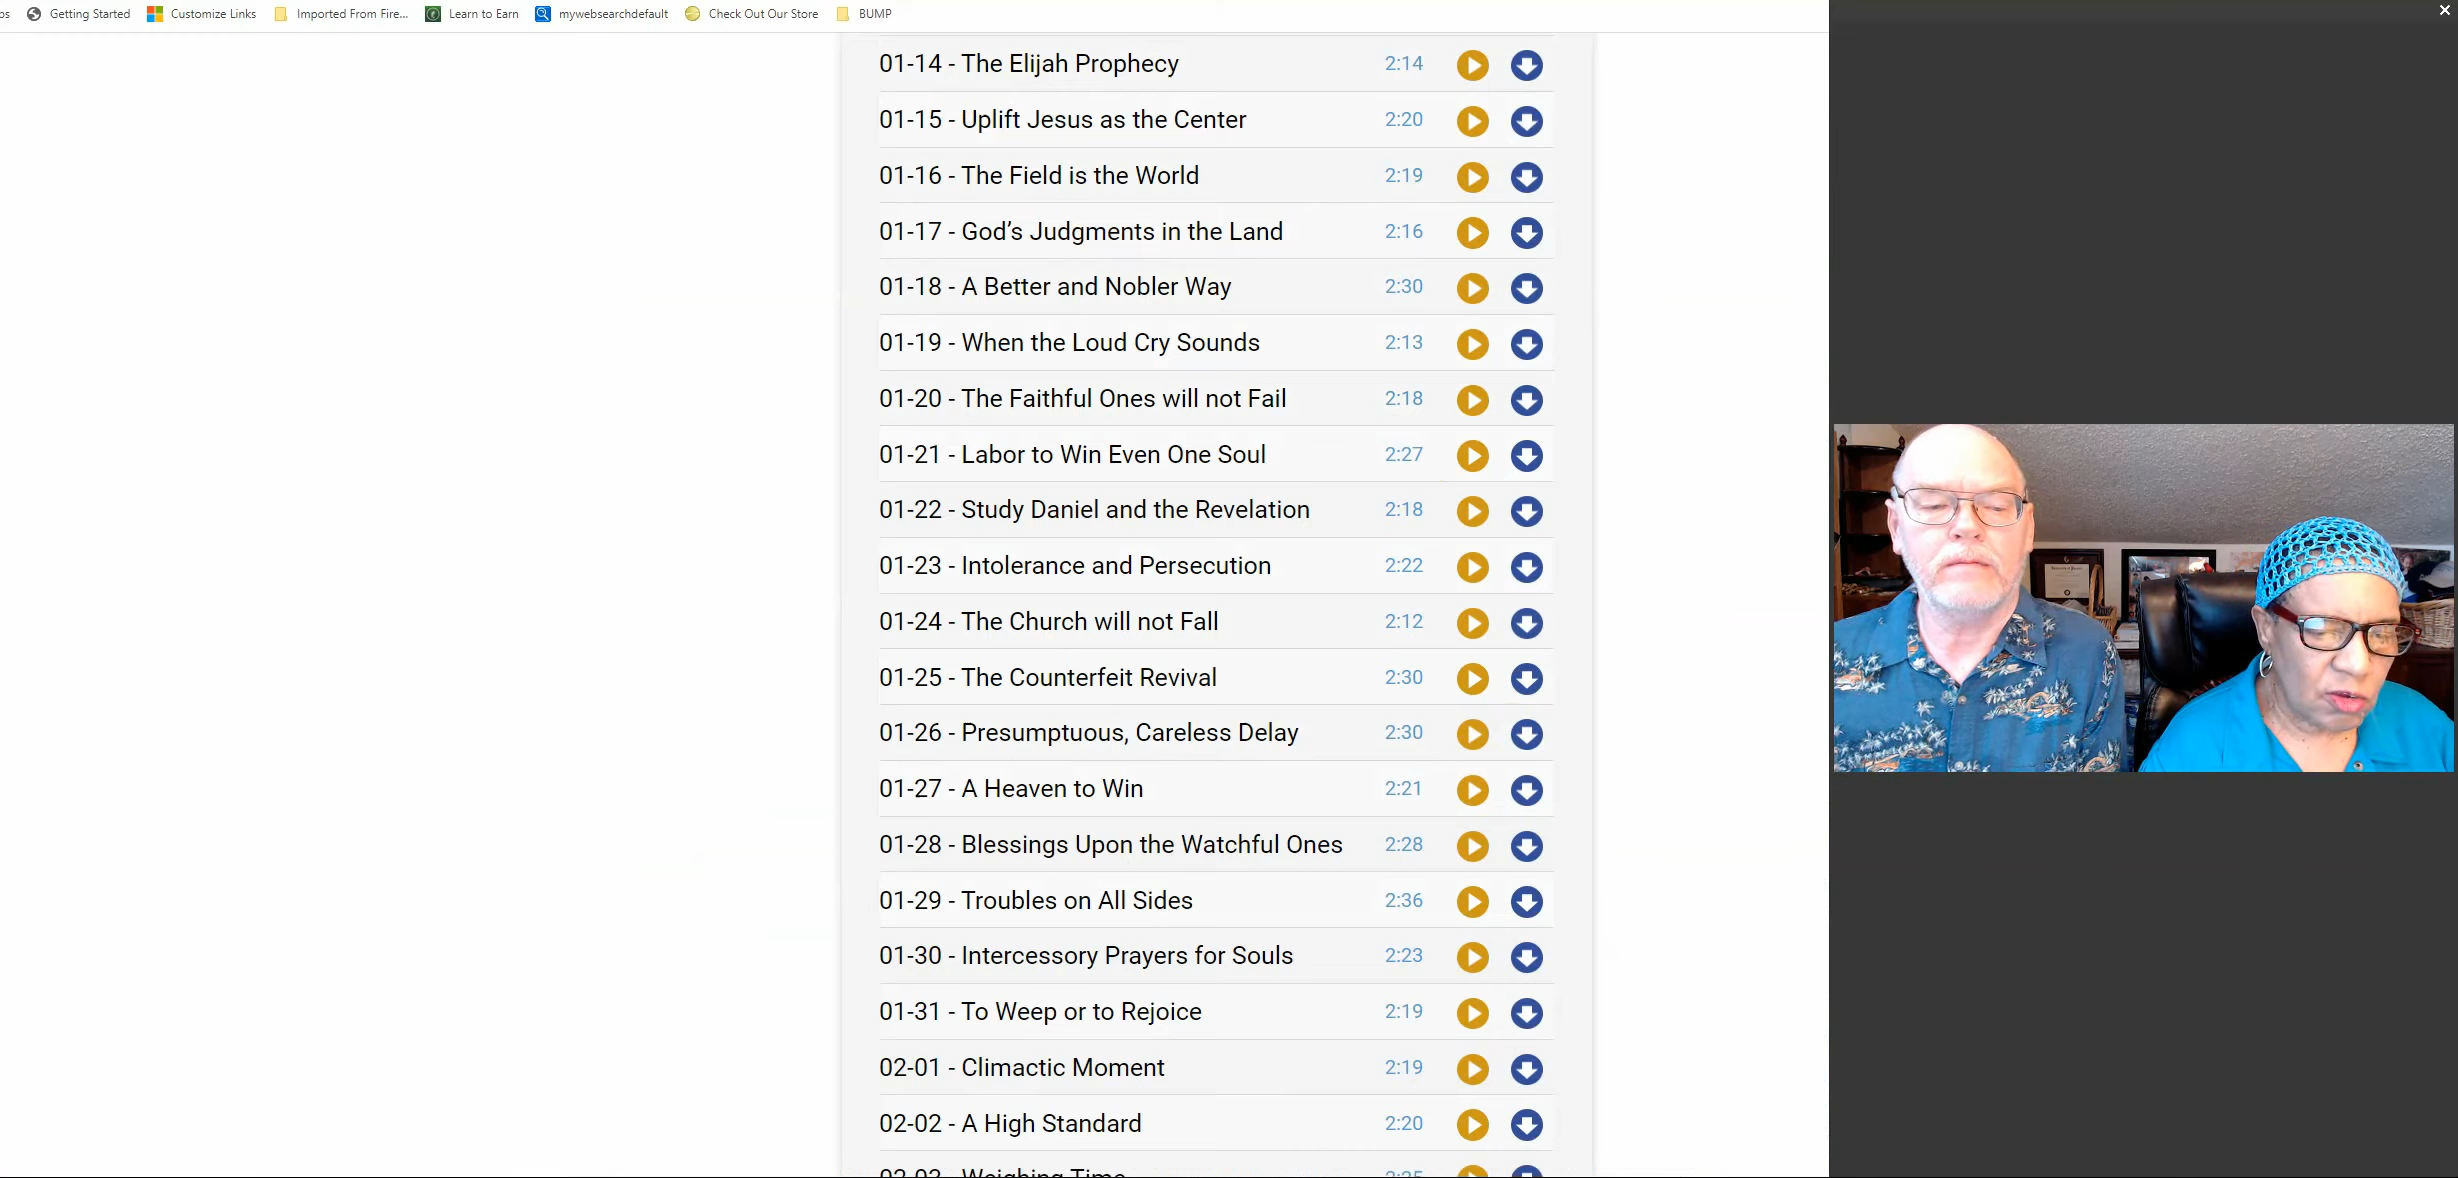 ps Getting Started Customize Links Imported From Fire... Learn to Earn mywebsearchdefault Check Out Our Store BUMP
01-14 - The Elijah Prophecy 2:14
01-15 - Uplift Jesus as the Center 2:20
01-16 - The Field is the World 2:19
01-17 - God’s Judgments in the Land 2:16
01-18 - A Better and Nobler Way 2:30
01-19 - When the Loud Cry Sounds 2:13
01-20 - The Faithful Ones will not Fail 2:18
01-21 - Labor to Win Even One Soul 2:27
01-22 - Study Daniel and the Revelation 2:18
01-23 - Intolerance and Persecution 2:22
01-24 - The Church will not Fall 2:12
01-25 - The Counterfeit Revival 2:30
01-26 - Presumptuous, Careless Delay 2:30
01-27 - A Heaven to Win 2:21
01-28 - Blessings Upon the Watchful Ones 2:28
01-29 - Troubles on All Sides 2:36
01-30 - Intercessory Prayers for Souls 2:23
01-31 - To Weep or to Rejoice 2:19
02-01 - Climactic Moment 2:19
02-02 - A High Standard 2:20
02-03 - Weighing Time